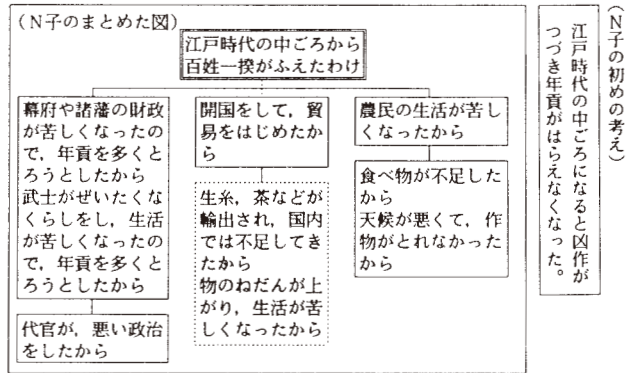 (N子の初めの考え)
江戸時代の中ごろになると凶作が
つづき年貢がはらえなくなった。
(N子のまとめた図)
江戸時代の中ごろから
百姓一揆がふえたわけ
幕府や諸藩の財政
が苦しくなったの
で，年貢を多くと
ろうとしたから
武士がぜいたくな
くらしをし，生活
が苦しくなったの
で，年貢を多くと
ろうとしたから
代官が，悪い政治
をしたから
開国をして，貿
易をはじめたか
ら
生糸，茶などが
輸出され，国内
では不足してき
たから
物のねだんが上
がり，生活が苦
しくなったから
農民の生活が苦し
くなったから
食べ物が不足した
から
天候が悪くて，作
物がとれなかった
から